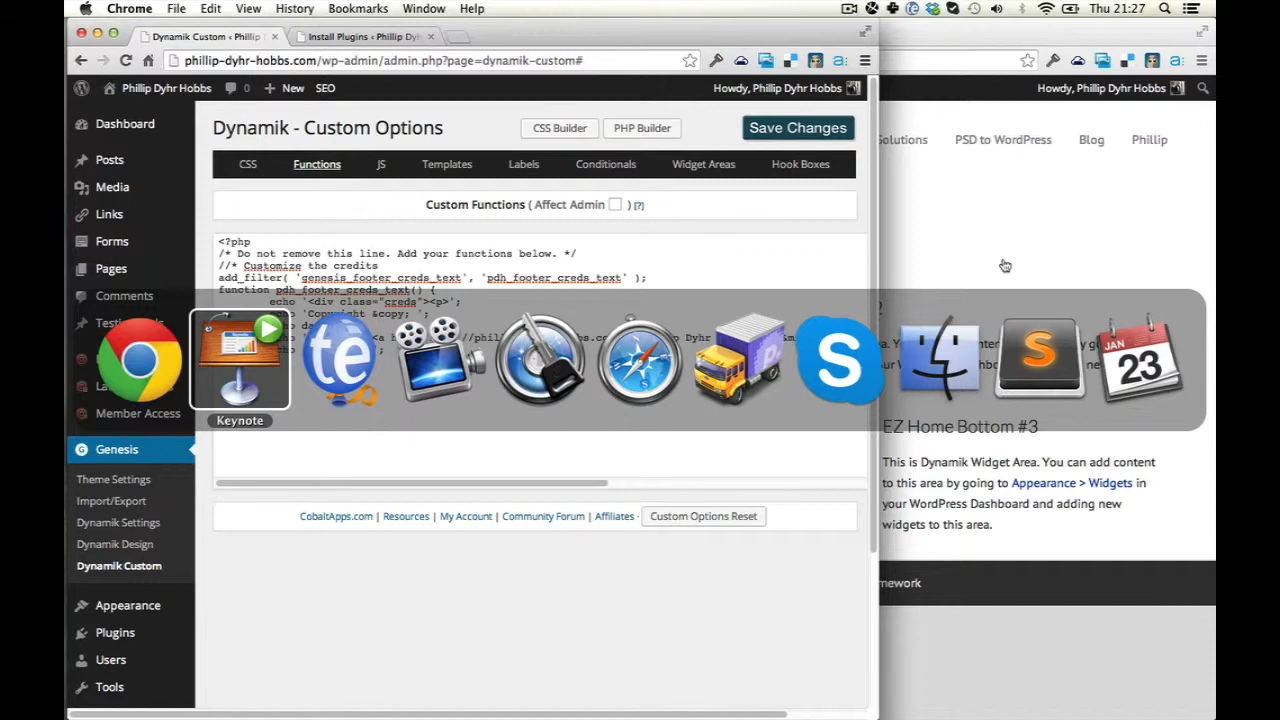 Chrome File Edit View History Bookmarks Window Help Thu 21:27
Dynamik Custom ‹ Phillip Install Plugins ‹ Phillip Dyh
phillip-dyhr-hobbs.com/wp-admin/admin.php?page=dynamik-custom#
Phillip Dyhr Hobbs 0 New SEO Howdy, Phillip Dyhr Hobbs
Howdy, Phillip Dyhr Hobbs
Dashboard
Posts
Media
Links
Forms
Pages
Comments
Member Access
Genesis
Theme Settings
Import/Export
Dynamik Settings
Dynamik Design
Dynamik Custom
Appearance
Plugins
Users
Tools
Dynamik - Custom Options CSS Builder PHP Builder Save Changes
CSS Functions JS Templates Labels Conditionals Widget Areas Hook Boxes
Custom Functions ( Affect Admin ) [?]
<?php
/* Do not remove this line. Add your functions below. */
//* Customize the credits
add_filter( 'genesis_footer_creds_text', 'pdh_footer_creds_text' );
function pdh_footer_creds_text() {
echo '<div class="creds"><p>';
echo 'Copyright &copy; ';
echo
Keynote
JAN
23
CobaltApps.com | Resources | My Account | Community Forum | Affiliates · Custom Options Reset
Solutions PSD to WordPress Blog Phillip
EZ Home Bottom #3
This is Dynamik Widget Area. You can add content
to this area by going to Appearance > Widgets in
your WordPress Dashboard and adding new
widgets to this area.
mework